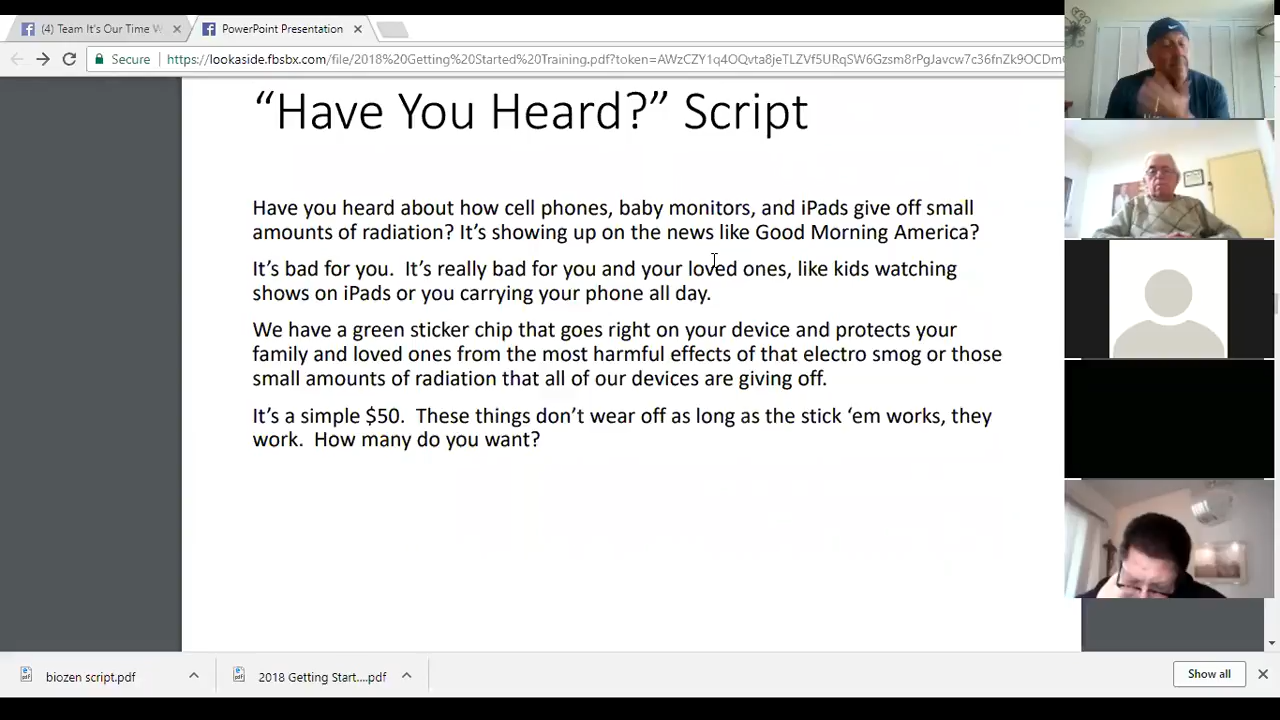 (4) Team It's Our Time W
PowerPoint Presentation
Secure
https://lookaside.fbsbx.com/file/2018%20Getting%20Started%20Training.pdf?token=AWzCZY1q4OQvta8jeTLZVf5URqSW6Gzsm8rPgJavcw7c36fnZk9OCDm
“Have You Heard?” Script
Have you heard about how cell phones, baby monitors, and iPads give off small
amounts of radiation? It’s showing up on the news like Good Morning America?
It’s bad for you. It’s really bad for you and your loved ones, like kids watching
shows on iPads or you carrying your phone all day.
We have a green sticker chip that goes right on your device and protects your
family and loved ones from the most harmful effects of that electro smog or those
small amounts of radiation that all of our devices are giving off.
It’s a simple $50. These things don’t wear off as long as the stick ‘em works, they
work. How many do you want?
biozen script.pdf
2018 Getting Start....pdf
Show all